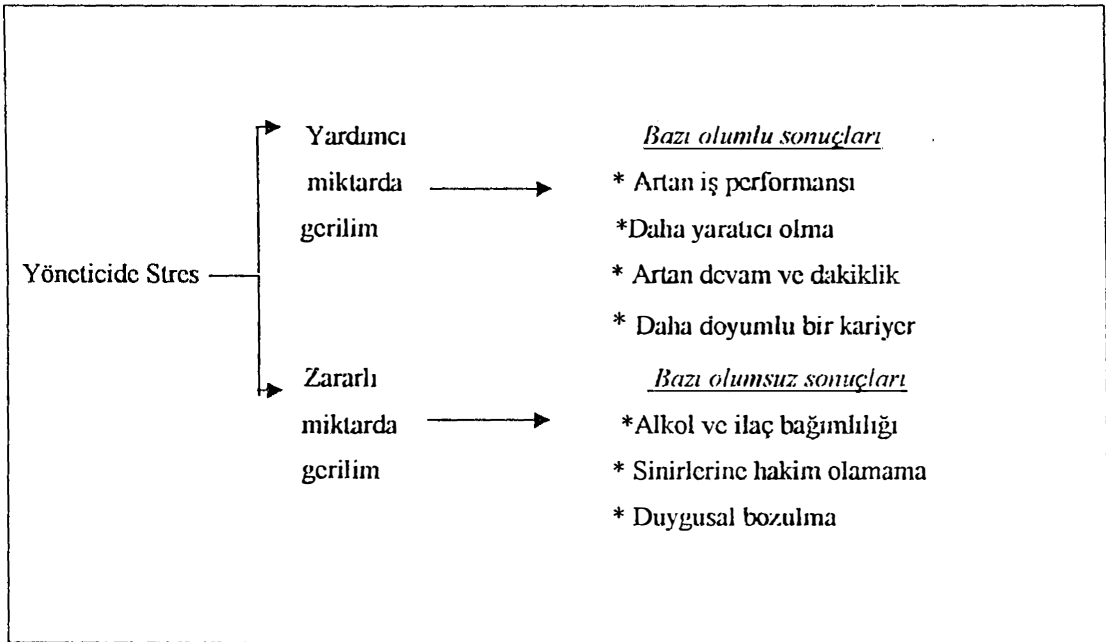 Yardımcı
miktarda
gerilim
Bazı olumlu sonuçları
* Artan iş performansı
*Daha yaratıcı olma
* Artan devam ve dakiklik
* Daha doyumlu bir kariyer
Yöneticide Stres
Zararlı
miktarda
gerilim
Bazı olumsuz sonuçları
*Alkol ve ilaç bağımlılığı
* Sinirlerine hakim olamama
* Duygusal bozulma